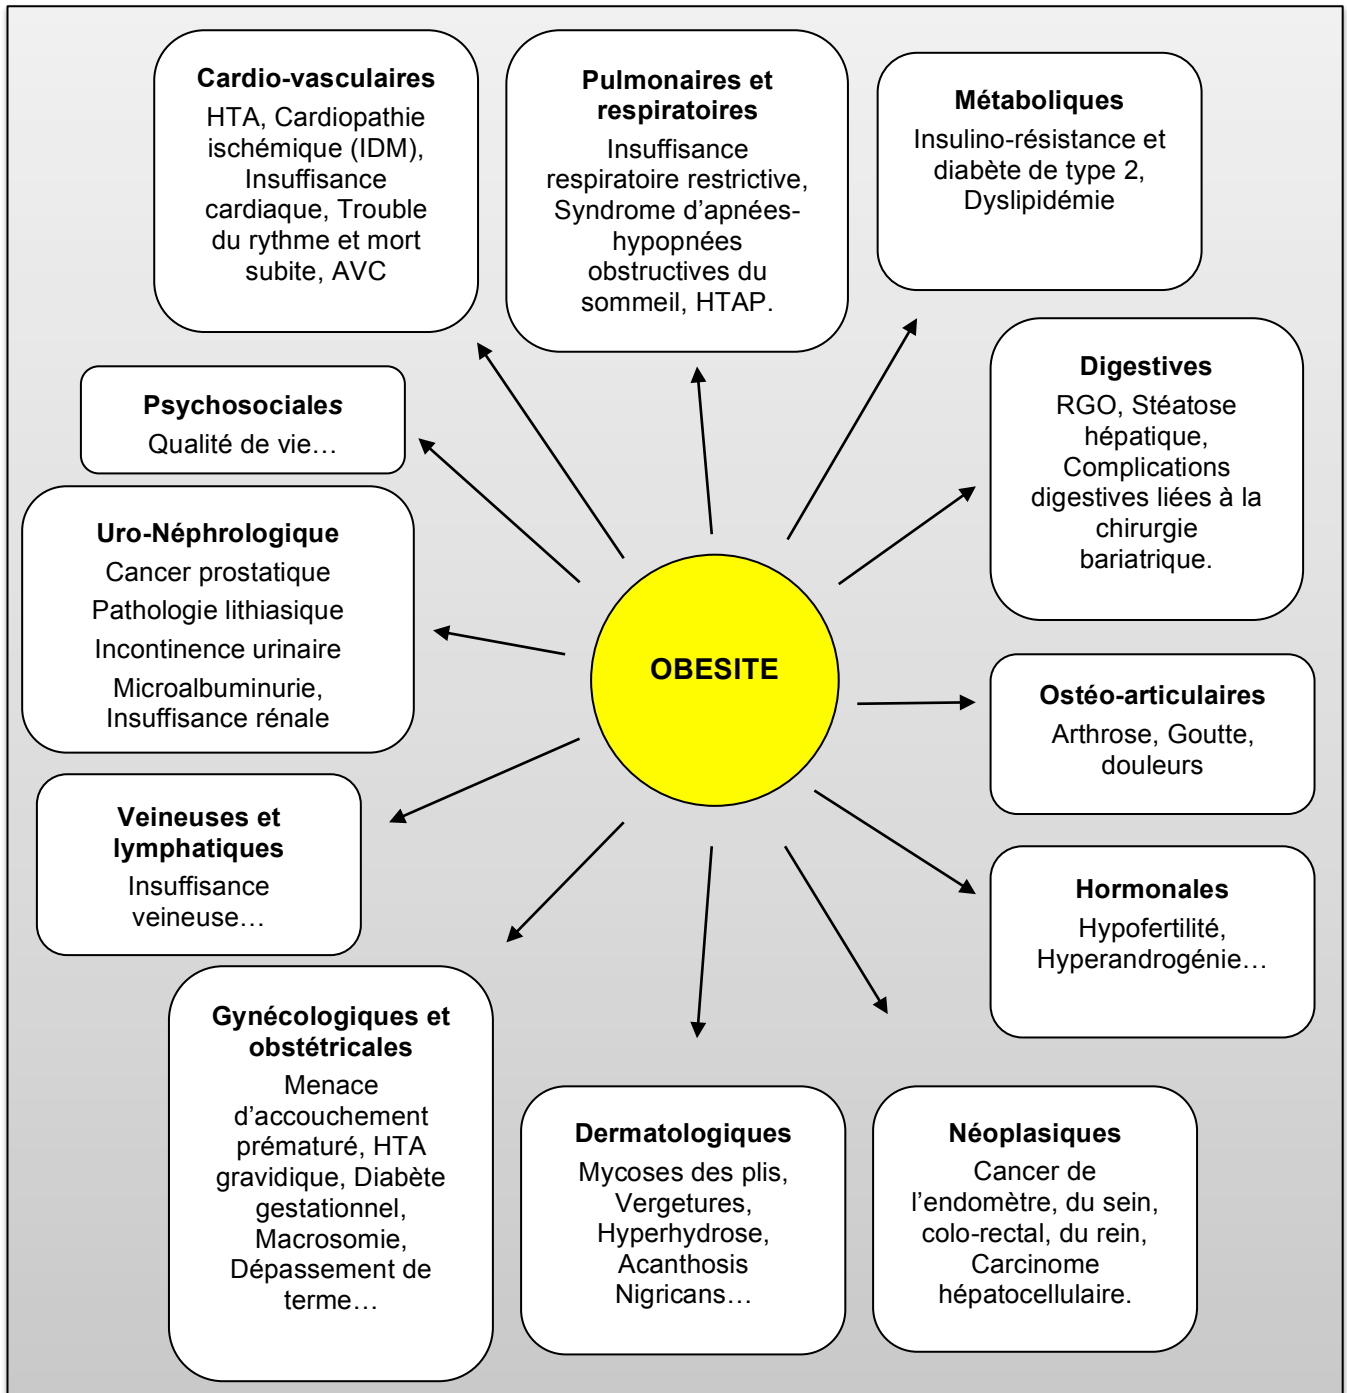 Cardio-vasculaires
HTA, Cardiopathie
ischémique (IDM),
Insuffisance
cardiaque, Trouble
du rythme et mort
subite, AVC
Pulmonaires et
respiratoires
Insuffisance
respiratoire restrictive,
Syndrome d’apnées-
hypopnées
obstructives du
sommeil, HTAP.
Métaboliques
Insulino-résistance et
diabète de type 2,
Dyslipidémie
Psychosociales
Qualité de vie…
Digestives
RGO, Stéatose
hépatique,
Complications
digestives liées à la
chirurgie
bariatrique.
Uro-Néphrologique
Cancer prostatique
Pathologie lithiasique
Incontinence urinaire
Microalbuminurie,
Insuffisance rénale
OBESITE
Ostéo-articulaires
Arthrose, Goutte,
douleurs
Veineuses et
lymphatiques
Insuffisance
veineuse…
Hormonales
Hypofertilité,
Hyperandrogénie…
Gynécologiques et
obstétricales
Menace
d’accouchement
prématuré, HTA
gravidique, Diabète
gestationnel,
Macrosomie,
Dépassement de
terme…
Dermatologiques
Mycoses des plis,
Vergetures,
Hyperhydrose,
Acanthosis
Nigricans…
Néoplasiques
Cancer de
l’endomètre, du sein,
colo-rectal, du rein,
Carcinome
hépatocellulaire.